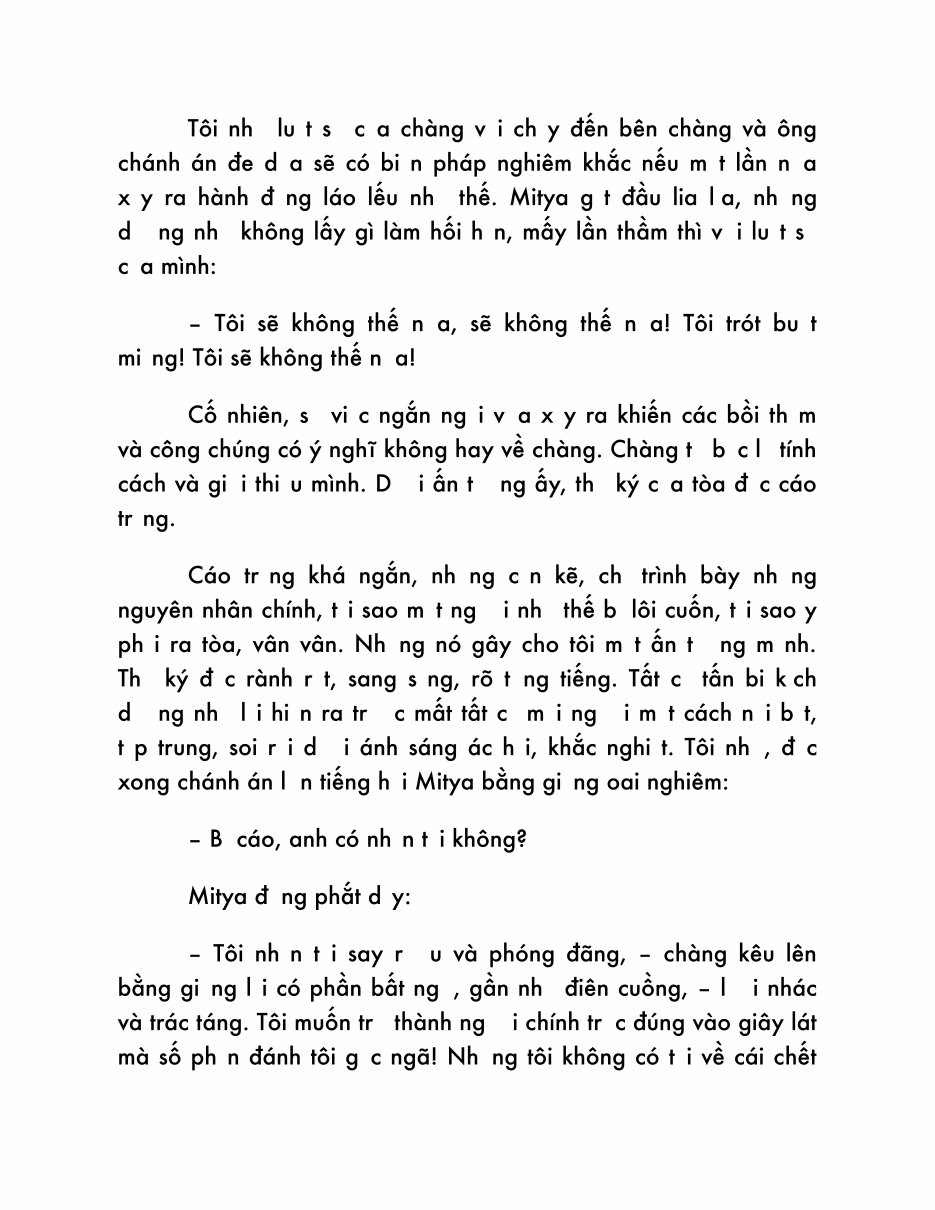 Tôi nh lu t s c a chàng v i ch y đến bên chàng và ông
chánh án đe d a sẽ có bi n pháp nghiêm khắc nếu m t lần n a
x y ra hành đ ng láo lếu nh thế. Mitya g t đầu lia l a, nh ng
d ng nh không lấy gì làm hối h n, mấy lần thầm thì v i lu t s
c a mình:
– Tôi sẽ không thế n a, sẽ không thế n a! Tôi trót bu t
mi ng! Tôi sẽ không thế n a!
Cố nhiên, s vi c ngắn ng i v a x y ra khiến các bồi th m
và công chúng có ý nghĩ không hay về chàng. Chàng t b c l tính
cách và gi i thi u mình. D i ấn t ng ấy, th ký c a tòa đ c cáo
tr ng.
Cáo tr ng khá ngắn, nh ng c n kẽ, ch trình bày nh ng
nguyên nhân chính, t i sao m t ng i nh thế b lôi cuốn, t i sao y
ph i ra tòa, vân vân. Nh ng nó gây cho tôi m t ấn t ng m nh.
Th ký đ c rành r t, sang s ng, rõ t ng tiếng. Tất c tấn bi k ch
d ng nh l i hi n ra tr c mất tất c m i ng i m t cách n i b t,
t p trung, soi r i d i ánh sáng ác h i, khắc nghi t. Tôi nh , đ c
xong chánh án l n tiếng h i Mitya bằng gi ng oai nghiêm:
– B cáo, anh có nh n t i không?
Mitya đ ng phắt d y:
– Tôi nh n t i say r u và phóng đãng, – chàng kêu lên
bằng gi ng l i có phần bất ng , gần nh điên cuồng, – l i nhác
và trác táng. Tôi muốn tr thành ng i chính tr c đúng vào giây lát
mà số ph n đánh tôi g c ngã! Nh ng tôi không có t i về cái chết